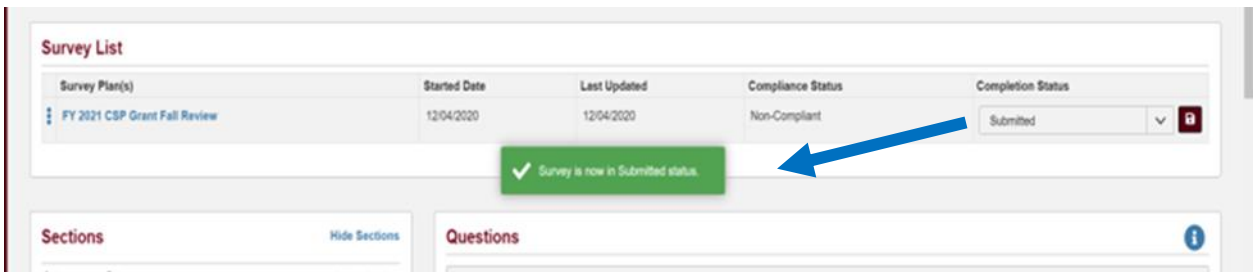 Survey List
Survey Plan(s) Started Date Last Updated Compliance Status Completion Status
FY 2021 CSP Grant Fall Review 12/04/2020 12/04/2020 Non-Compliant Submitted
Survey is now in Submitted status.
Sections Hide Sections Questions